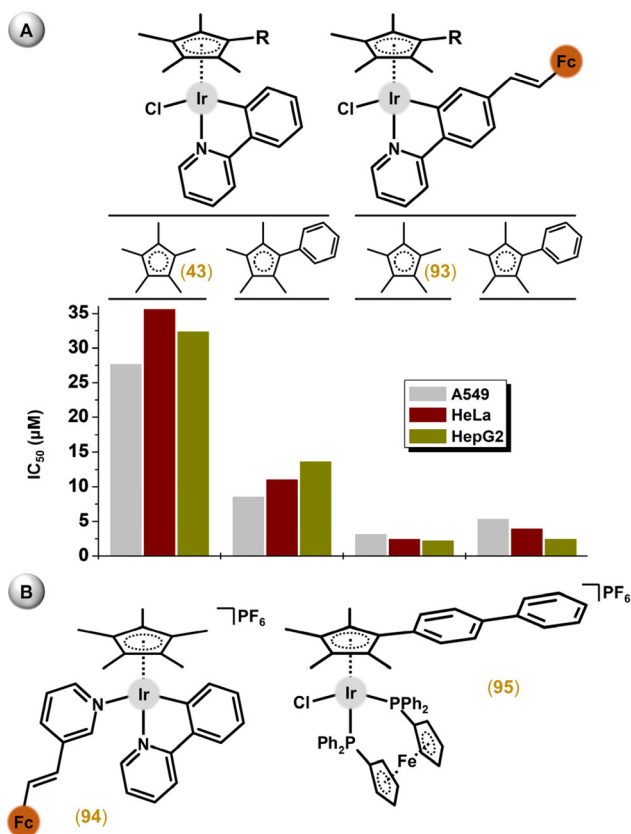 A
R
R
Fc
Cl
Ir
Cl
Ir
N
N
(43)
(93)
35
30
25
20
15
10
5
0
IC50 (µM)
A549
HeLa
HepG2
B
PF6
PF6
Ir
N
N
Fc
(94)
Cl
Ir
PPh2
Ph2P
Fe
(95)